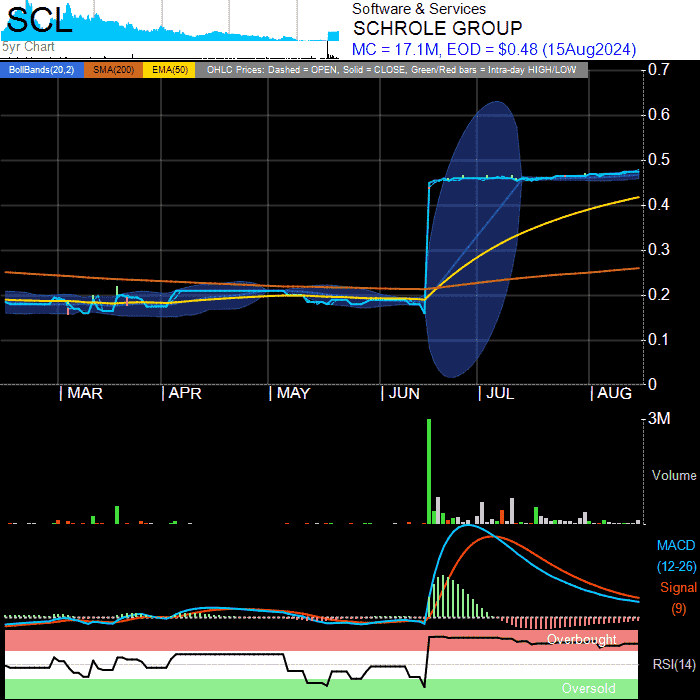 SCL
5yr Chart
Software & Services
SCHROLE GROUP
MC = 17.1M, EOD = $0.48 (15Aug2024)
BollBands(20,2) SMA(200) EMA(50) OHLC Prices: Dashed = OPEN, Solid = CLOSE, Green/Red bars = Intra-day HIGH/LOW
0.7
0.6
0.5
0.4
0.3
0.2
0.1
0
MAR APR MAY JUN JUL AUG
3M
Volume
MACD
(12-26)
Signal
(9)
Overbought
RSI(14)
Oversold